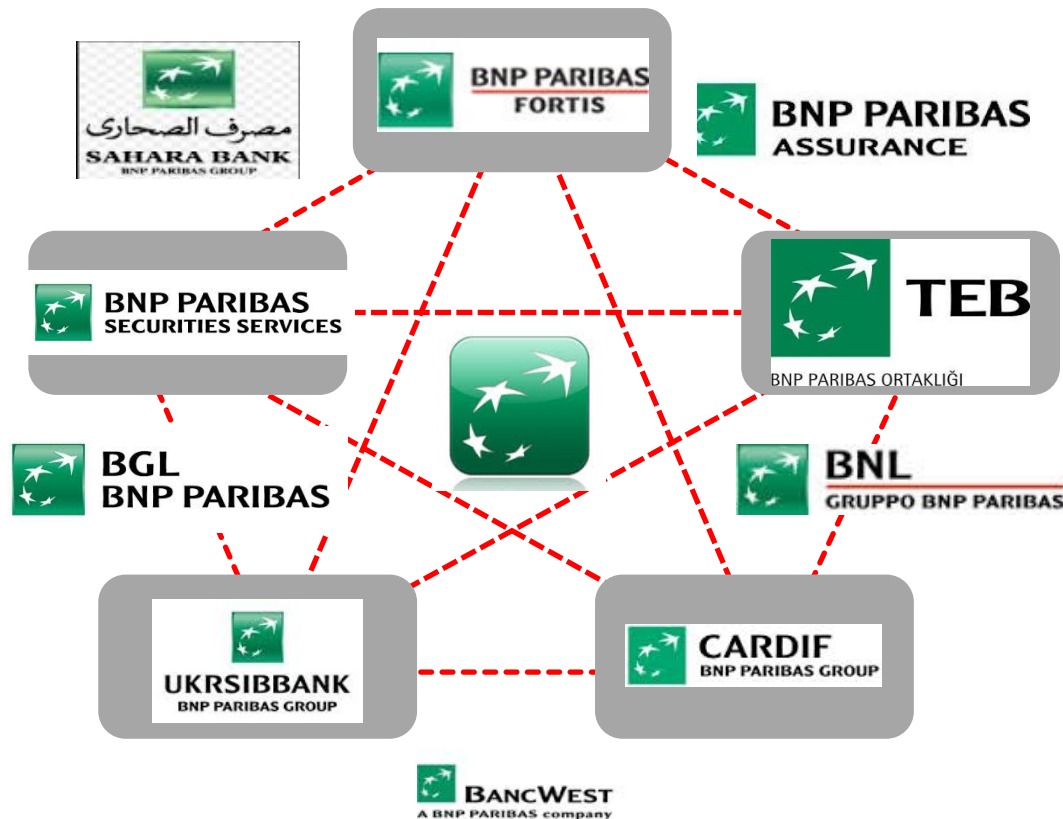 BNP PARIBAS
FORTIS
مصرف الصحارى
SAHARA BANK
BNP PARIBAS GROUP
BNP PARIBAS
ASSURANCE
BNP PARIBAS
SECURITIES SERVICES
TEB
BNP PARIBAS ORTAKLIĞI
BGL
BNP PARIBAS
BNL
GRUPPO BNP PARIBAS
UKRSIBBANK
BNP PARIBAS GROUP
CARDIF
BNP PARIBAS GROUP
BANCWEST
A BNP PARIBAS company